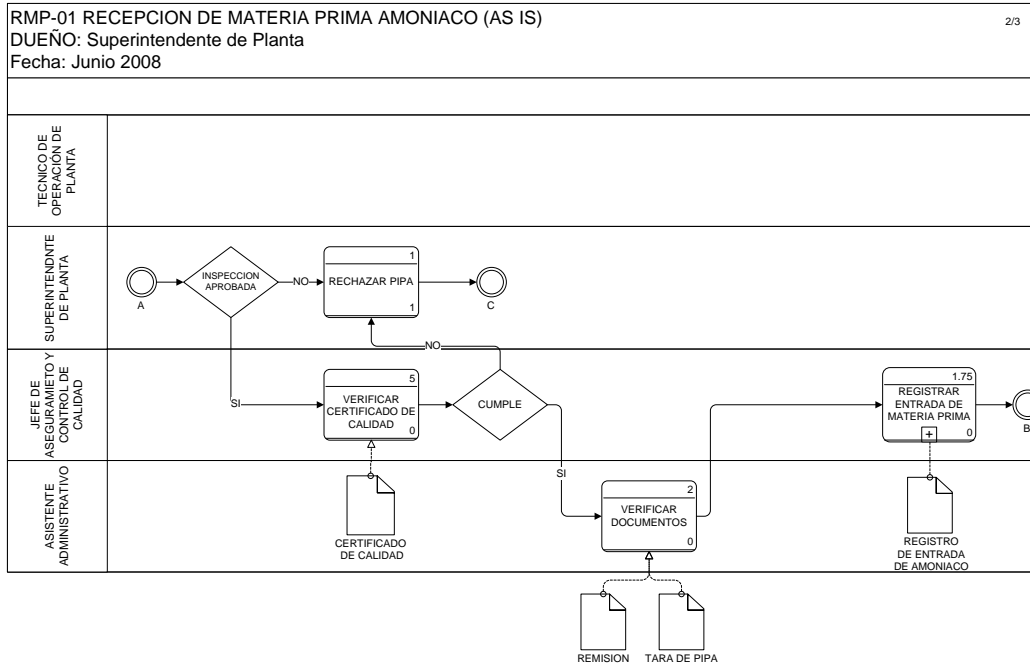 RMP-01 RECEPCION DE MATERIA PRIMA AMONIACO (AS IS)
2/3
DUEÑO: Superintendente de Planta
Fecha: Junio 2008
TECNICO DE
OPERACIÓN DE
PLANTA
SUPERINTENDNTE
DE PLANTA
A
INSPECCION
APROBADA
NO
1
RECHAZAR PIPA
1
C
NO
JEFE DE
ASEGURAMIETO Y
CONTROL DE
CALIDAD
SI
5
VERIFICAR
CERTIFICADO DE
CALIDAD
0
CUMPLE
1.75
REGISTRAR
ENTRADA DE
MATERIA PRIMA
0
B
SI
ASISTENTE
ADMINISTRATIVO
CERTIFICADO
DE CALIDAD
2
VERIFICAR
DOCUMENTOS
0
REGISTRO
DE ENTRADA
DE AMONIACO
REMISION
TARA DE PIPA